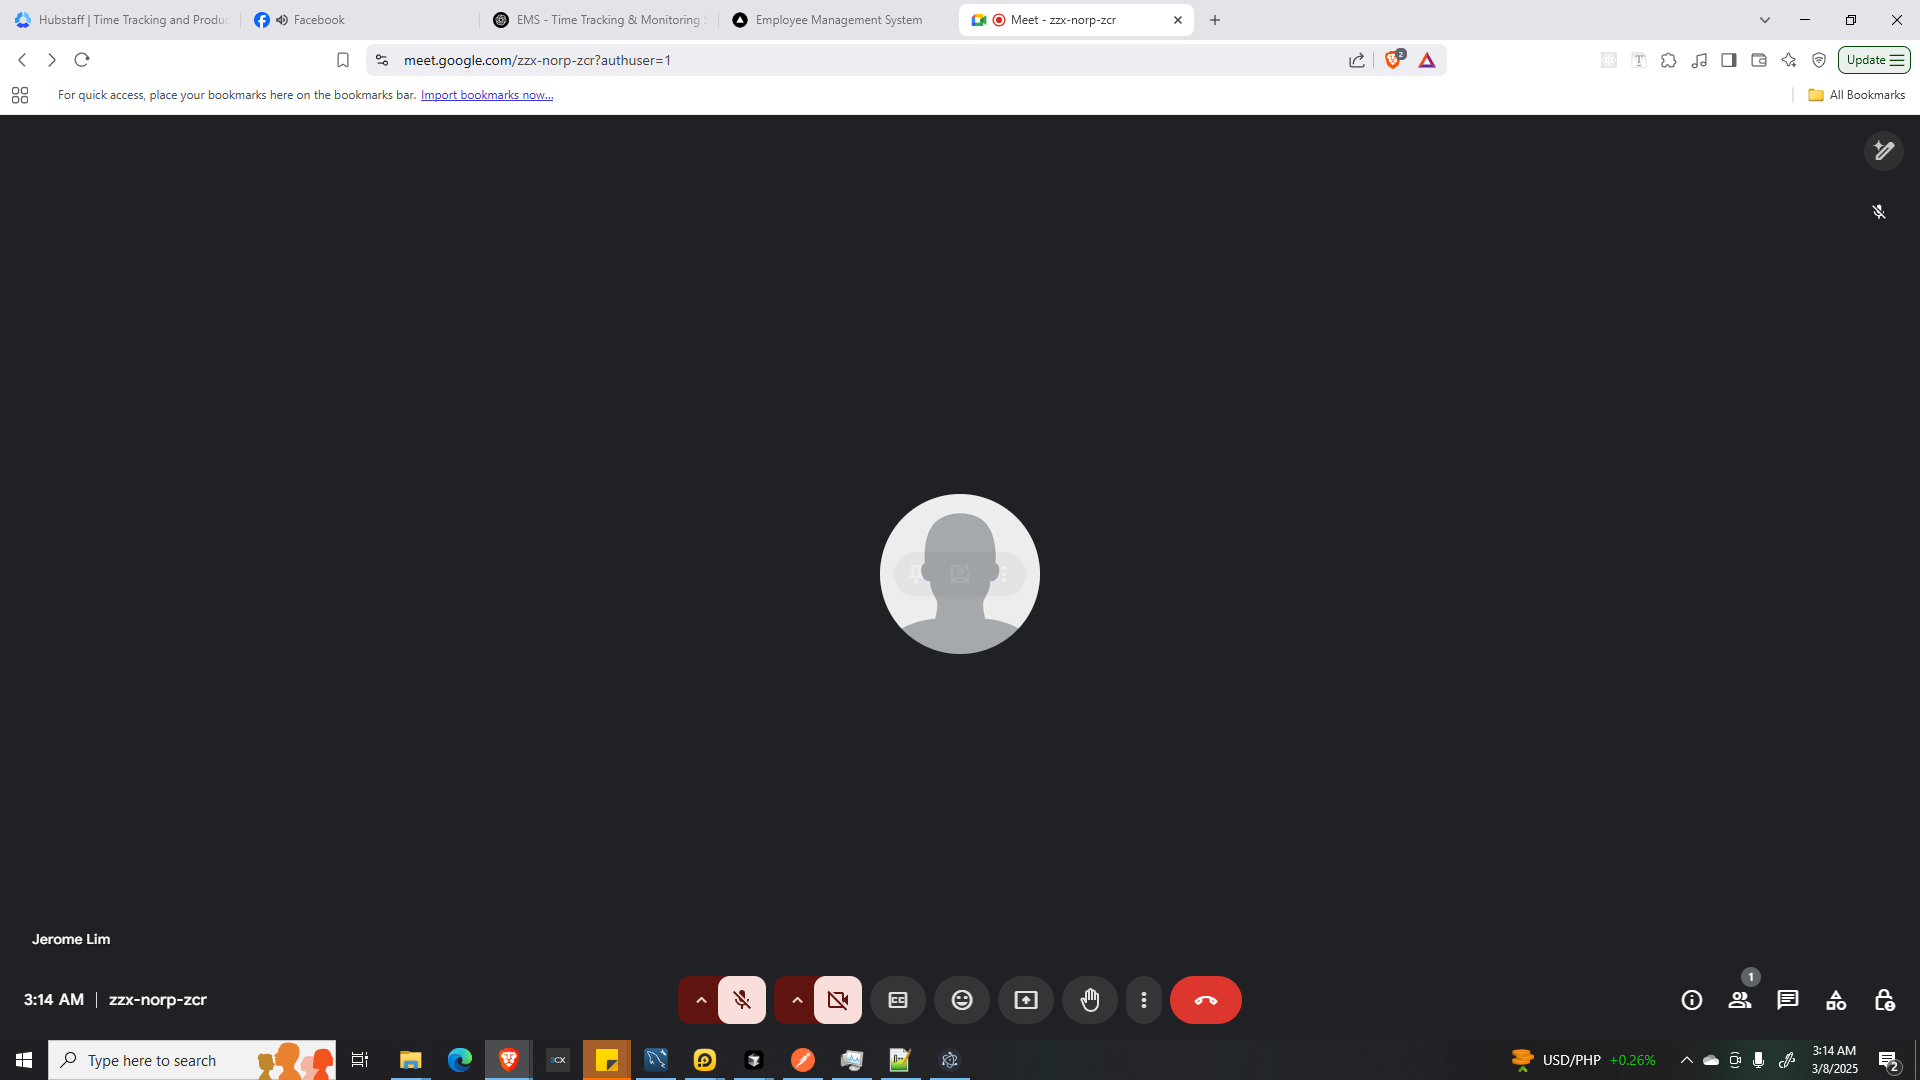 Hubstaff | Time Tracking and Produc
Facebook
EMS - Time Tracking & Monitoring S
Employee Management System
Meet - zzx-norp-zcr
meet.google.com/zzx-norp-zcr?authuser=1
2
Update
For quick access, place your bookmarks here on the bookmarks bar. Import bookmarks now...
All Bookmarks
Jerome Lim
3:14 AM | zzx-norp-zcr
CC
1
Type here to search
3CX
USD/PHP +0.26%
3:14 AM
3/8/2025
2